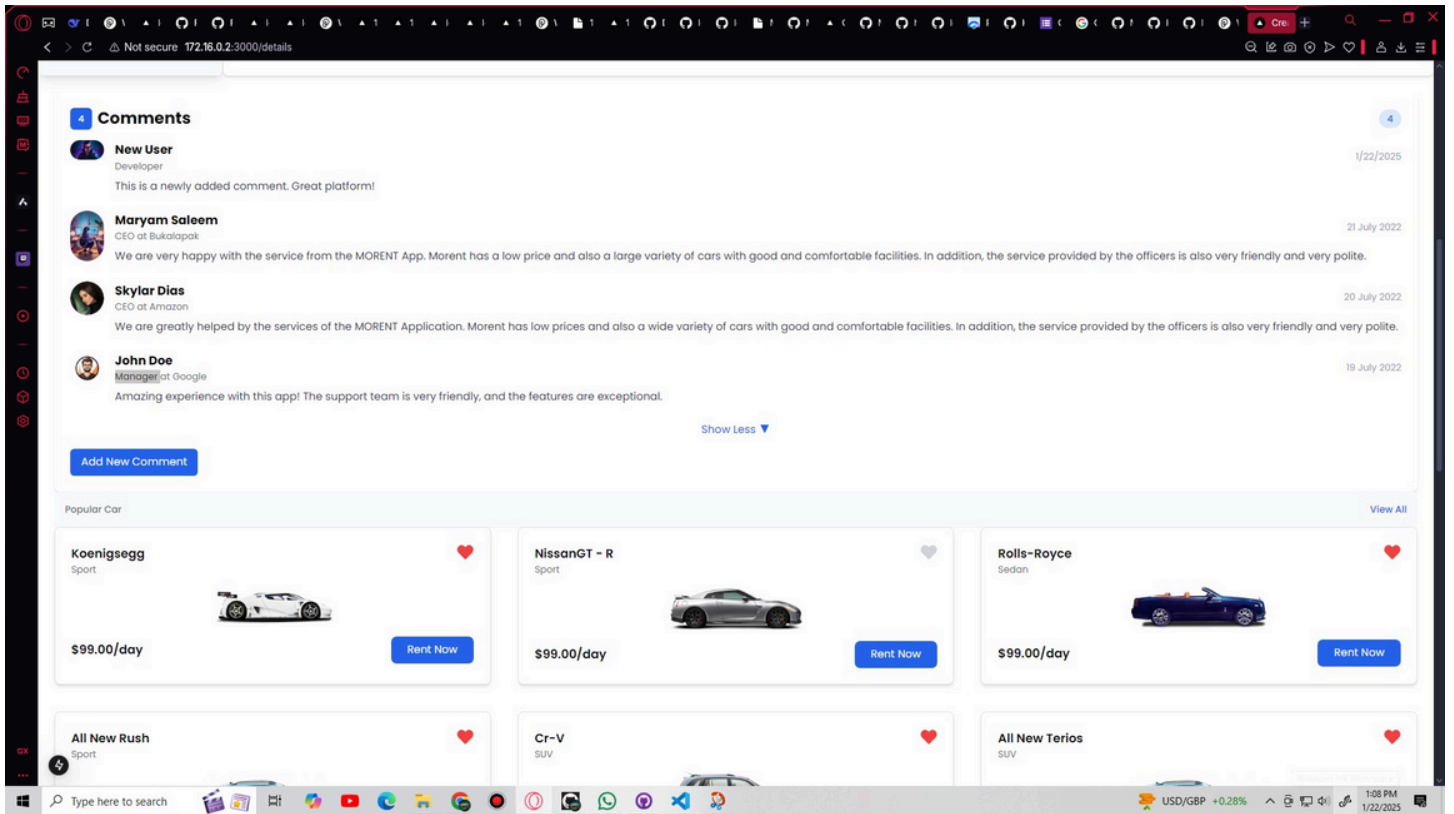 Cre
Not secure 172.16.0.2:3000/details
4 Comments
4
New User
Developer
1/22/2025
This is a newly added comment. Great platform!
Maryam Saleem
CEO at Bukalapak
21 July 2022
We are very happy with the service from the MORENT App. Morent has a low price and also a large variety of cars with good and comfortable facilities. In addition, the service provided by the officers is also very friendly and very polite.
Skylar Dias
CEO at Amazon
20 July 2022
We are greatly helped by the services of the MORENT Application. Morent has low prices and also a wide variety of cars with good and comfortable facilities. In addition, the service provided by the officers is also very friendly and very polite.
John Doe
Manager at Google
19 July 2022
Amazing experience with this app! The support team is very friendly, and the features are exceptional.
Show Less ▼
Add New Comment
Popular Car
View All
Koenigsegg
Sport
$99.00/day
Rent Now
NissanGT - R
Sport
$99.00/day
Rent Now
Rolls-Royce
Sedan
$99.00/day
Rent Now
All New Rush
Sport
Cr-V
SUV
All New Terios
SUV
GX
Type here to search
USD/GBP +0.28%
1:08 PM
1/22/2025